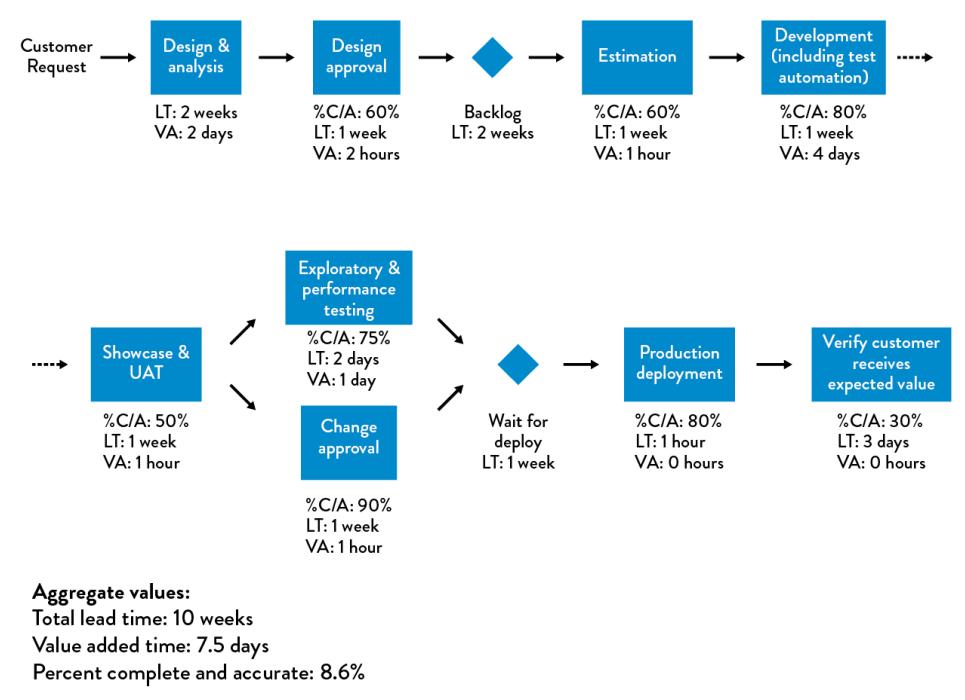 Customer
Request
Design &
analysis
LT: 2 weeks
VA: 2 days
Design
approval
%C/A: 60%
LT: 1 week
VA: 2 hours
Backlog
LT: 2 weeks
Estimation
%C/A: 60%
LT: 1 week
VA: 1 hour
Development
(including test
automation)
%C/A: 80%
LT: 1 week
VA: 4 days
Showcase &
UAT
%C/A: 50%
LT: 1 week
VA: 1 hour
Exploratory &
performance
testing
%C/A: 75%
LT: 2 days
VA: 1 day
Change
approval
%C/A: 90%
LT: 1 week
VA: 1 hour
Wait for
deploy
LT: 1 week
Production
deployment
%C/A: 80%
LT: 1 hour
VA: 0 hours
Verify customer
receives
expected value
%C/A: 30%
LT: 3 days
VA: 0 hours
Aggregate values:
Total lead time: 10 weeks
Value added time: 7.5 days
Percent complete and accurate: 8.6%